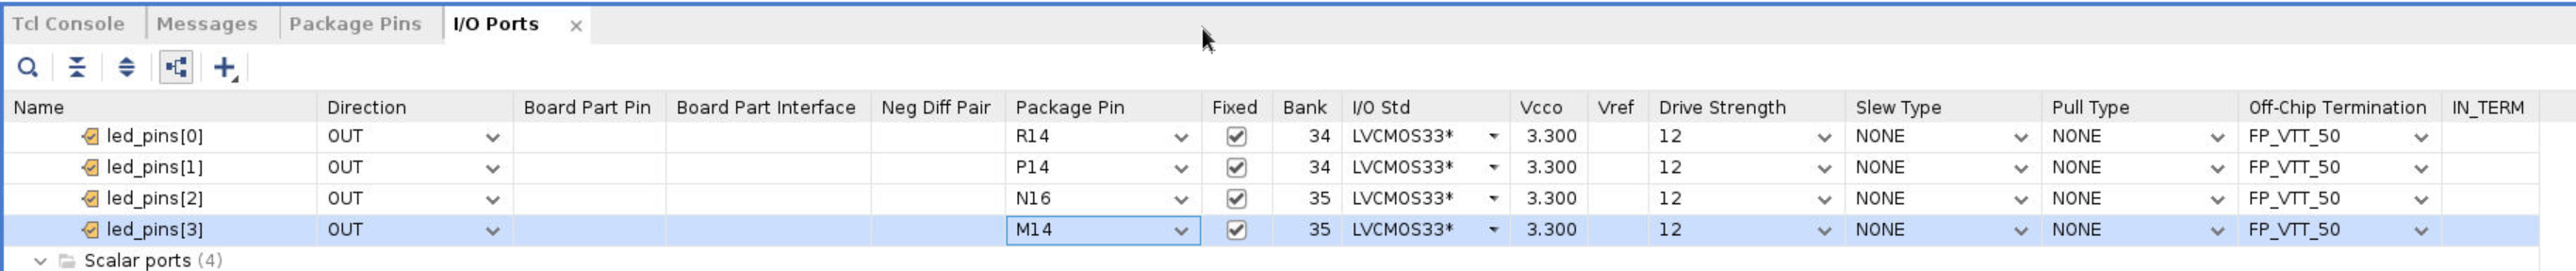 Tcl Console Messages Package Pins I/O Ports ×
Name Direction Board Part Pin Board Part Interface Neg Diff Pair Package Pin Fixed Bank I/O Std Vcco Vref Drive Strength Slew Type Pull Type Off-Chip Termination IN_TERM
led_pins[0] OUT R14 34 LVCMOS33* 3.300 12 NONE NONE FP_VTT_50
led_pins[1] OUT P14 34 LVCMOS33* 3.300 12 NONE NONE FP_VTT_50
led_pins[2] OUT N16 35 LVCMOS33* 3.300 12 NONE NONE FP_VTT_50
led_pins[3] OUT M14 35 LVCMOS33* 3.300 12 NONE NONE FP_VTT_50
Scalar ports (4)